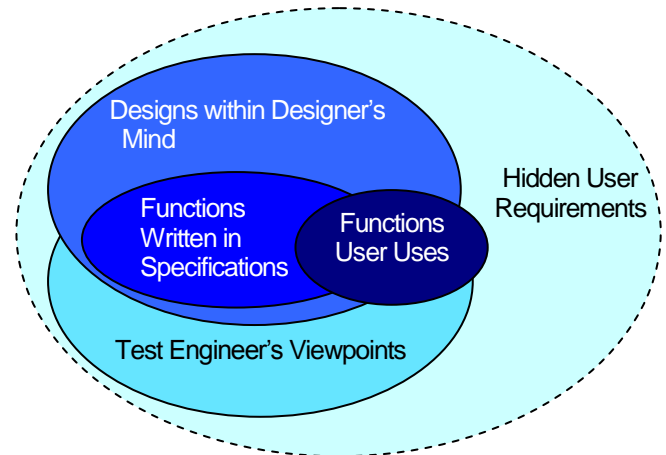 Designs within Designer's
Mind
Functions
Written in
Specifications
Functions
User Uses
Hidden User
Requirements
Test Engineer's Viewpoints